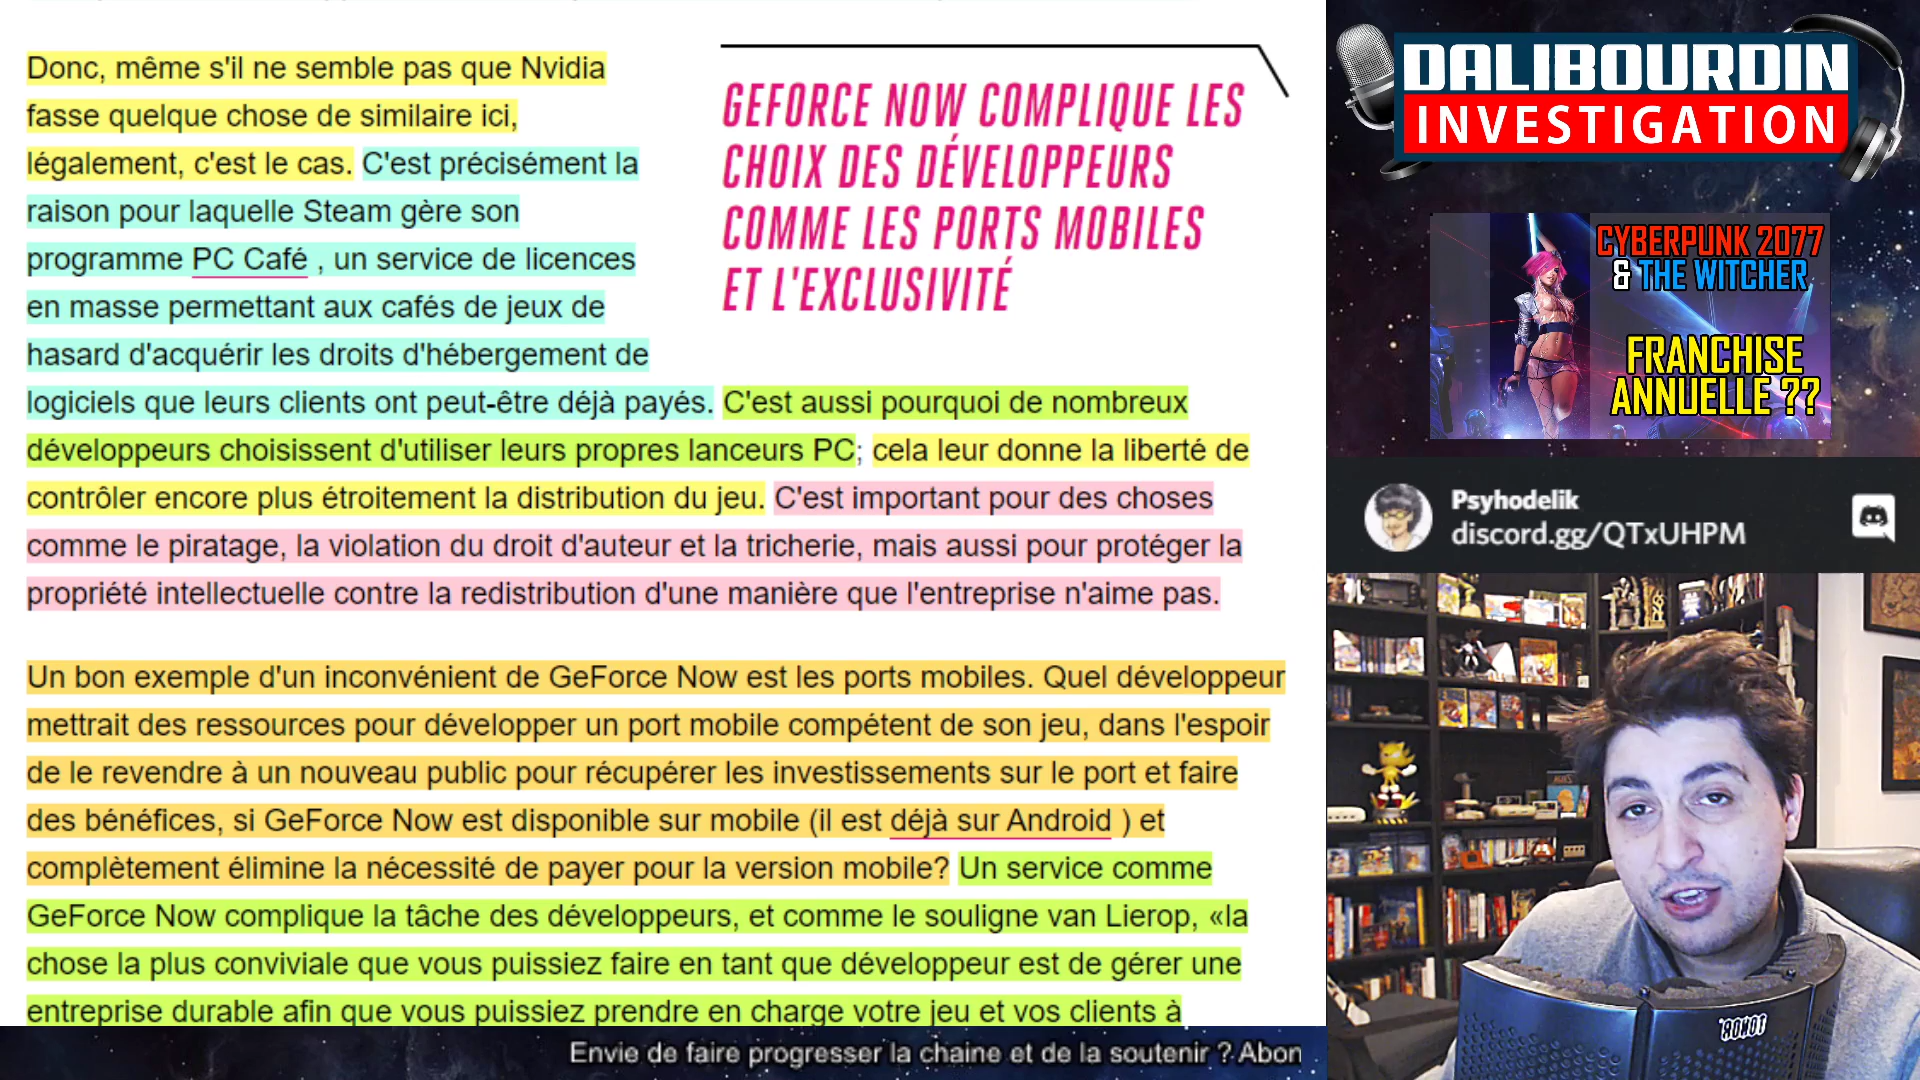 Donc, même s'il ne semble pas que Nvidia
fasse quelque chose de similaire ici,
légalement, c'est le cas. C'est précisément la
raison pour laquelle Steam gère son
programme PC Café , un service de licences
en masse permettant aux cafés de jeux de
hasard d'acquérir les droits d'hébergement de
logiciels que leurs clients ont peut-être déjà payés. C'est aussi pourquoi de nombreux
développeurs choisissent d'utiliser leurs propres lanceurs PC; cela leur donne la liberté de
contrôler encore plus étroitement la distribution du jeu. C'est important pour des choses
comme le piratage, la violation du droit d'auteur et la tricherie, mais aussi pour protéger la
propriété intellectuelle contre la redistribution d'une manière que l'entreprise n'aime pas.
GEFORCE NOW COMPLIQUE LES
CHOIX DES DÉVELOPPEURS
COMME LES PORTS MOBILES
ET L'EXCLUSIVITÉ
Un bon exemple d'un inconvénient de GeForce Now est les ports mobiles. Quel développeur
mettrait des ressources pour développer un port mobile compétent de son jeu, dans l'espoir
de le revendre à un nouveau public pour récupérer les investissements sur le port et faire
des bénéfices, si GeForce Now est disponible sur mobile (il est déjà sur Android ) et
complètement élimine la nécessité de payer pour la version mobile? Un service comme
GeForce Now complique la tâche des développeurs, et comme le souligne van Lierop, «la
chose la plus conviviale que vous puissiez faire en tant que développeur est de gérer une
entreprise durable afin que vous puissiez prendre en charge votre jeu et vos clients à
DALIBOURDIN
INVESTIGATION
CYBERPUNK 2077
& THE WITCHER
FRANCHISE
ANNUELLE ??
Psyhodelik
discord.gg/QTxUHPM
Envie de faire progresser la chaine et de la soutenir ? Abon